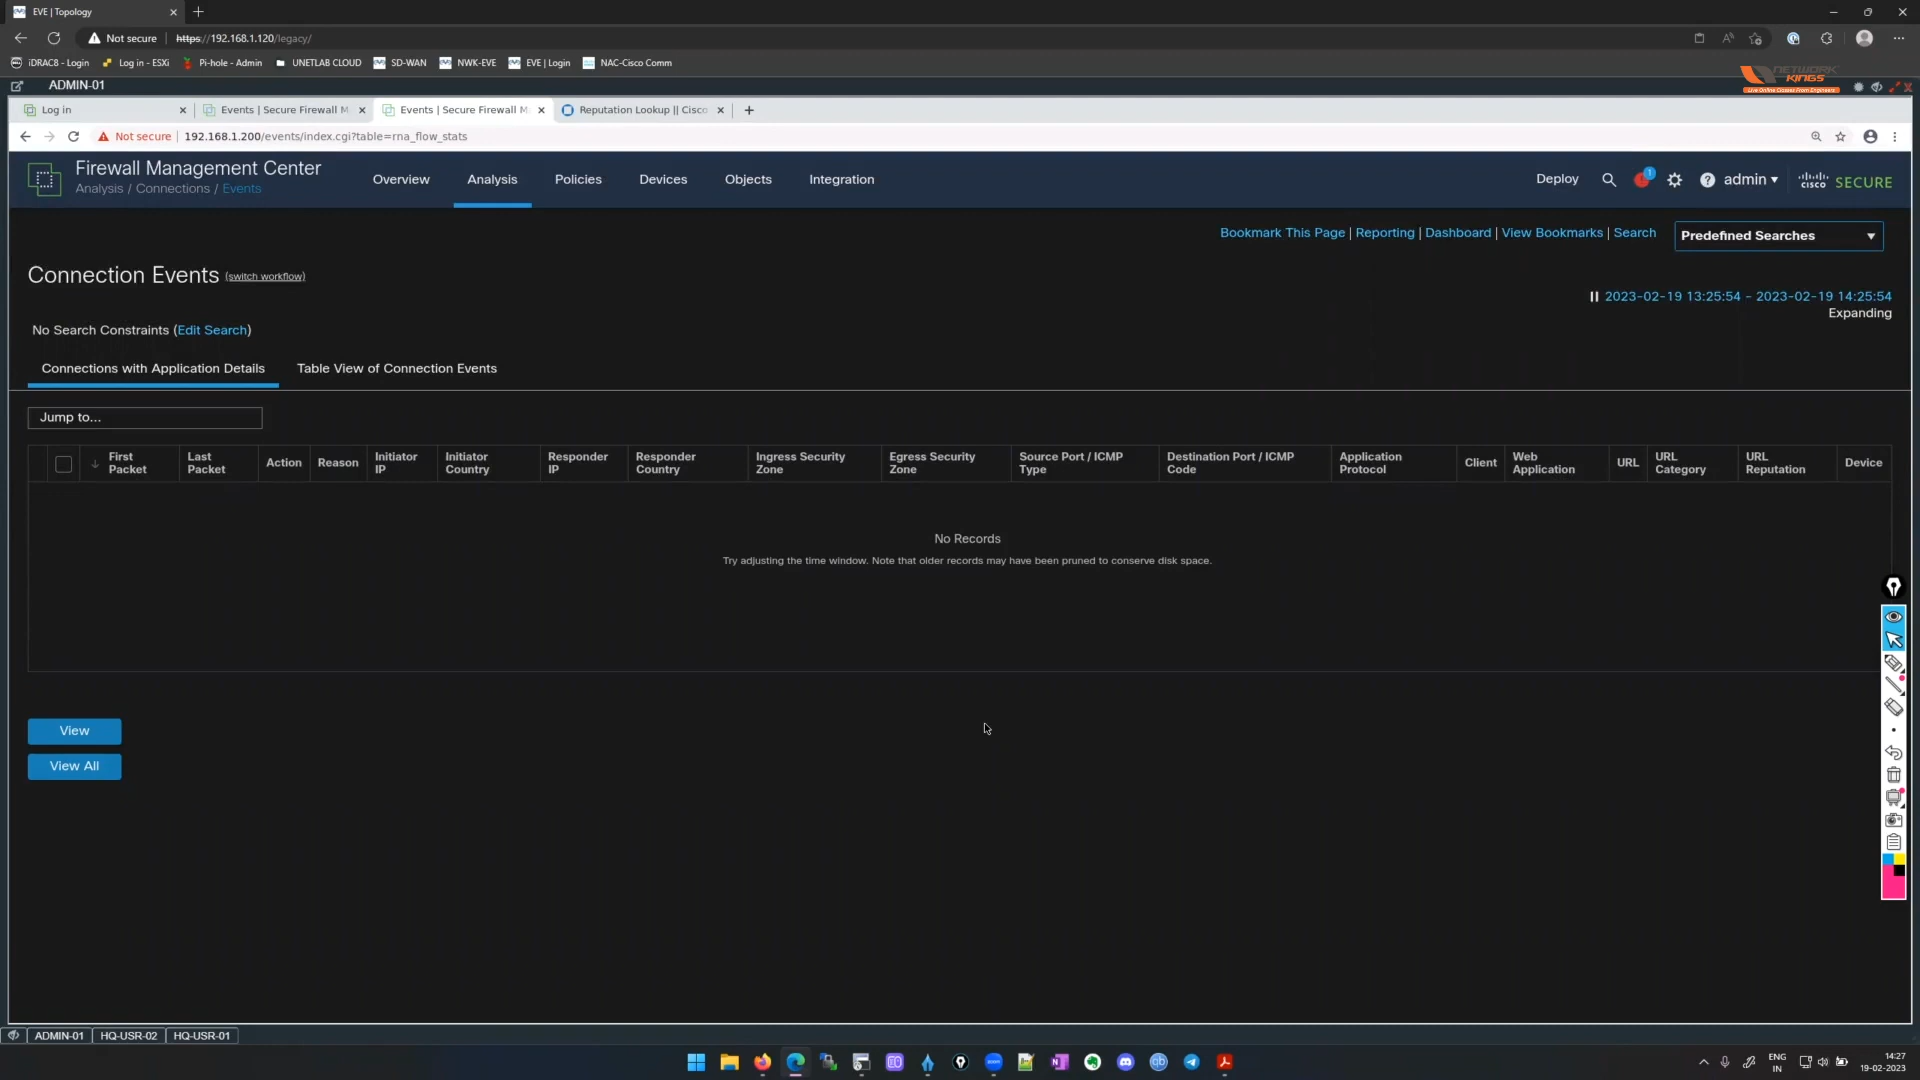 EVE | Topology
Not secure
https://192.168.1.120/legacy/
iDRAC8 - Login
Log in - ESXi
Pi-hole - Admin
UNETLAB CLOUD
SD-WAN
NWK-EVE
EVE | Login
NAC-Cisco Comm
NETWORK
KINGS
Live Online Classes From Engineers
ADMIN-01
Log in
Events | Secure Firewall M
Events | Secure Firewall M
Reputation Lookup || Cisco
Not secure
192.168.1.200/events/index.cgi?table=rna_flow_stats
Firewall Management Center
Analysis / Connections / Events
Overview
Analysis
Policies
Devices
Objects
Integration
Deploy
1
admin
cisco SECURE
Bookmark This Page | Reporting | Dashboard | View Bookmarks | Search
Predefined Searches
Connection Events (switch workflow)
2023-02-19 13:25:54 - 2023-02-19 14:25:54
Expanding
No Search Constraints (Edit Search)
Connections with Application Details
Table View of Connection Events
Jump to...
First Packet
Last Packet
Action
Reason
Initiator IP
Initiator Country
Responder IP
Responder Country
Ingress Security Zone
Egress Security Zone
Source Port / ICMP Type
Destination Port / ICMP Code
Application Protocol
Client
Web Application
URL
URL Category
URL Reputation
Device
No Records
Try adjusting the time window. Note that older records may have been pruned to conserve disk space.
View
View All
ADMIN-01
HQ-USR-02
HQ-USR-01
ENG
IN
14:27
19-02-2023